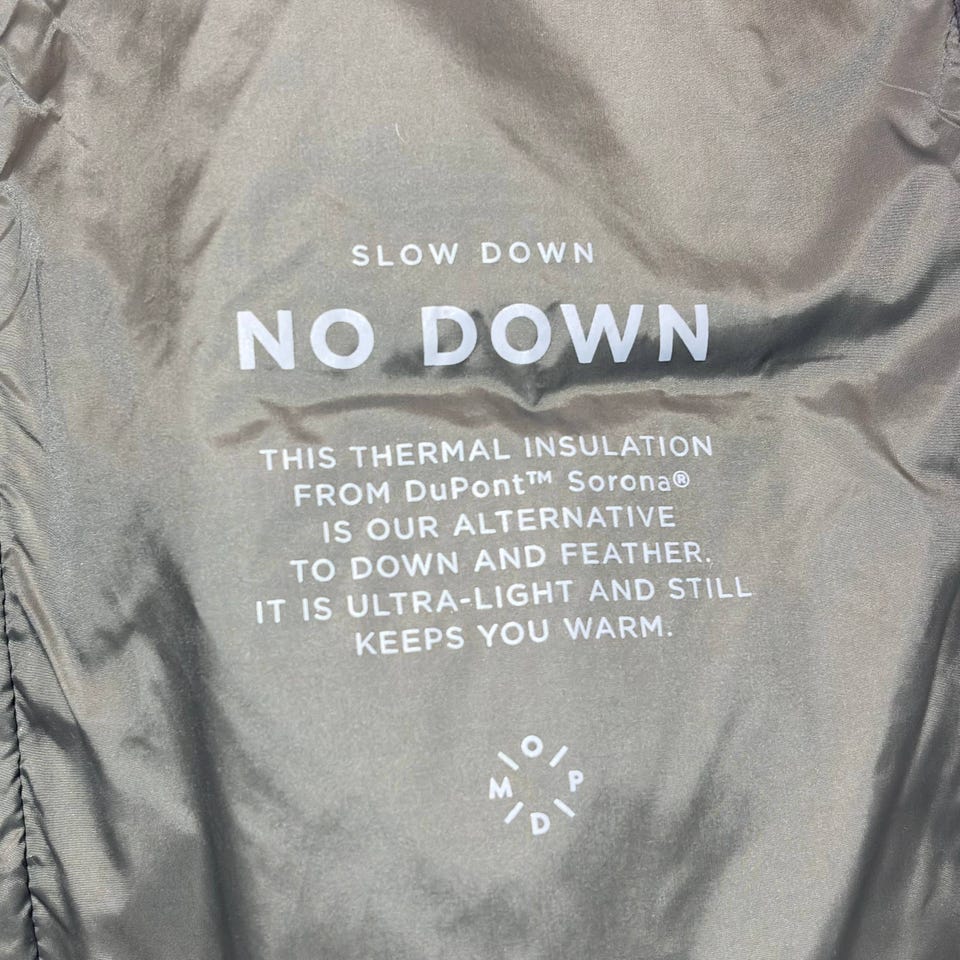 SLOW DOWN
NO DOWN
THIS THERMAL INSULATION
FROM DuPont™ Sorona®
IS OUR ALTERNATIVE
TO DOWN AND FEATHER.
IT IS ULTRA-LIGHT AND STILL
KEEPS YOU WARM.
M O P D